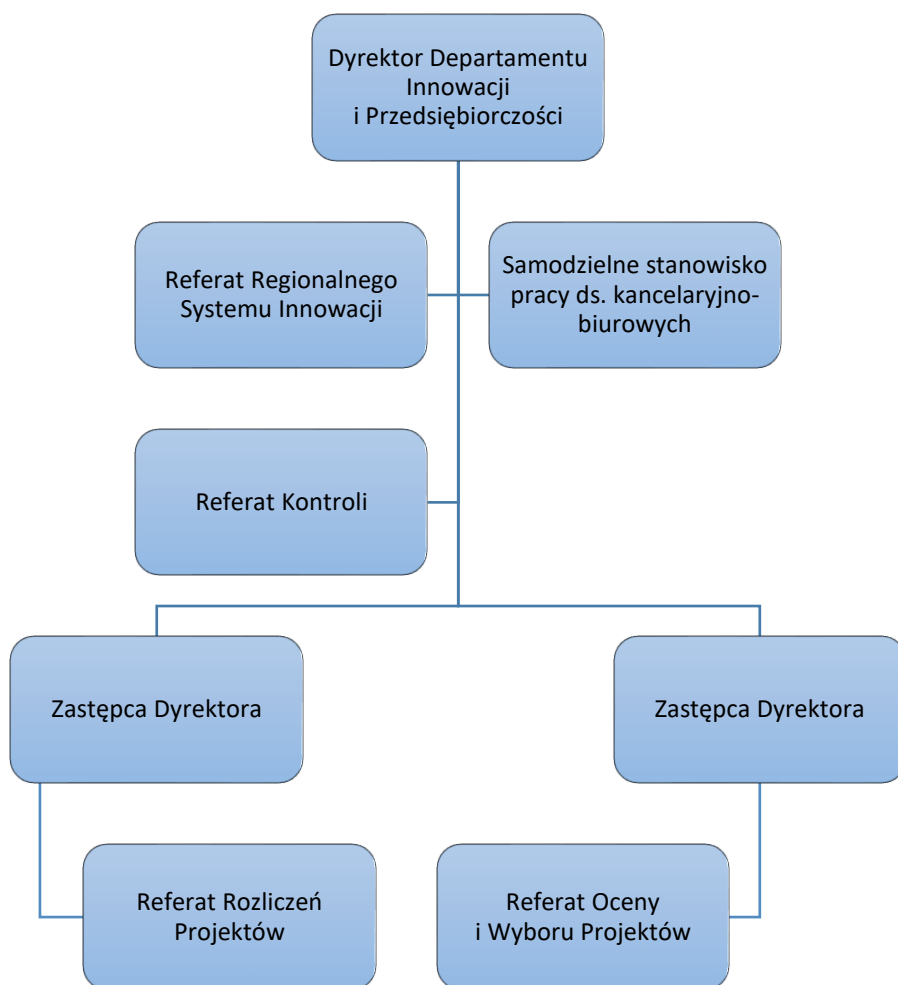 Dyrektor Departamentu
Innowacji
i Przedsiębiorczości
Referat Regionalnego
Systemu Innowacji
Samodzielne stanowisko
pracy ds. kancelaryjno-
biurowych
Referat Kontroli
Zastępca Dyrektora
Zastępca Dyrektora
Referat Rozliczeń
Projektów
Referat Oceny
i Wyboru Projektów